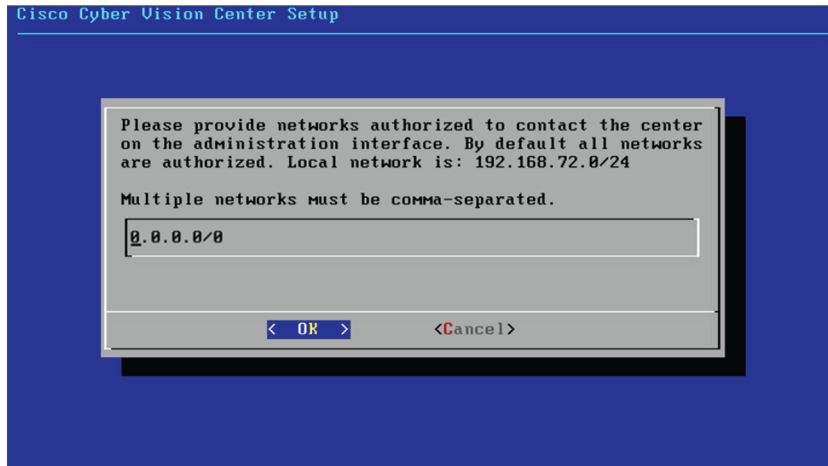 Cisco Cyber Vision Center Setup
Please provide networks authorized to contact the center
on the administration interface. By default all networks
are authorized. Local network is: 192.168.72.0/24
Multiple networks must be comma-separated.
0.0.0.0/0
< OK > <Cancel>